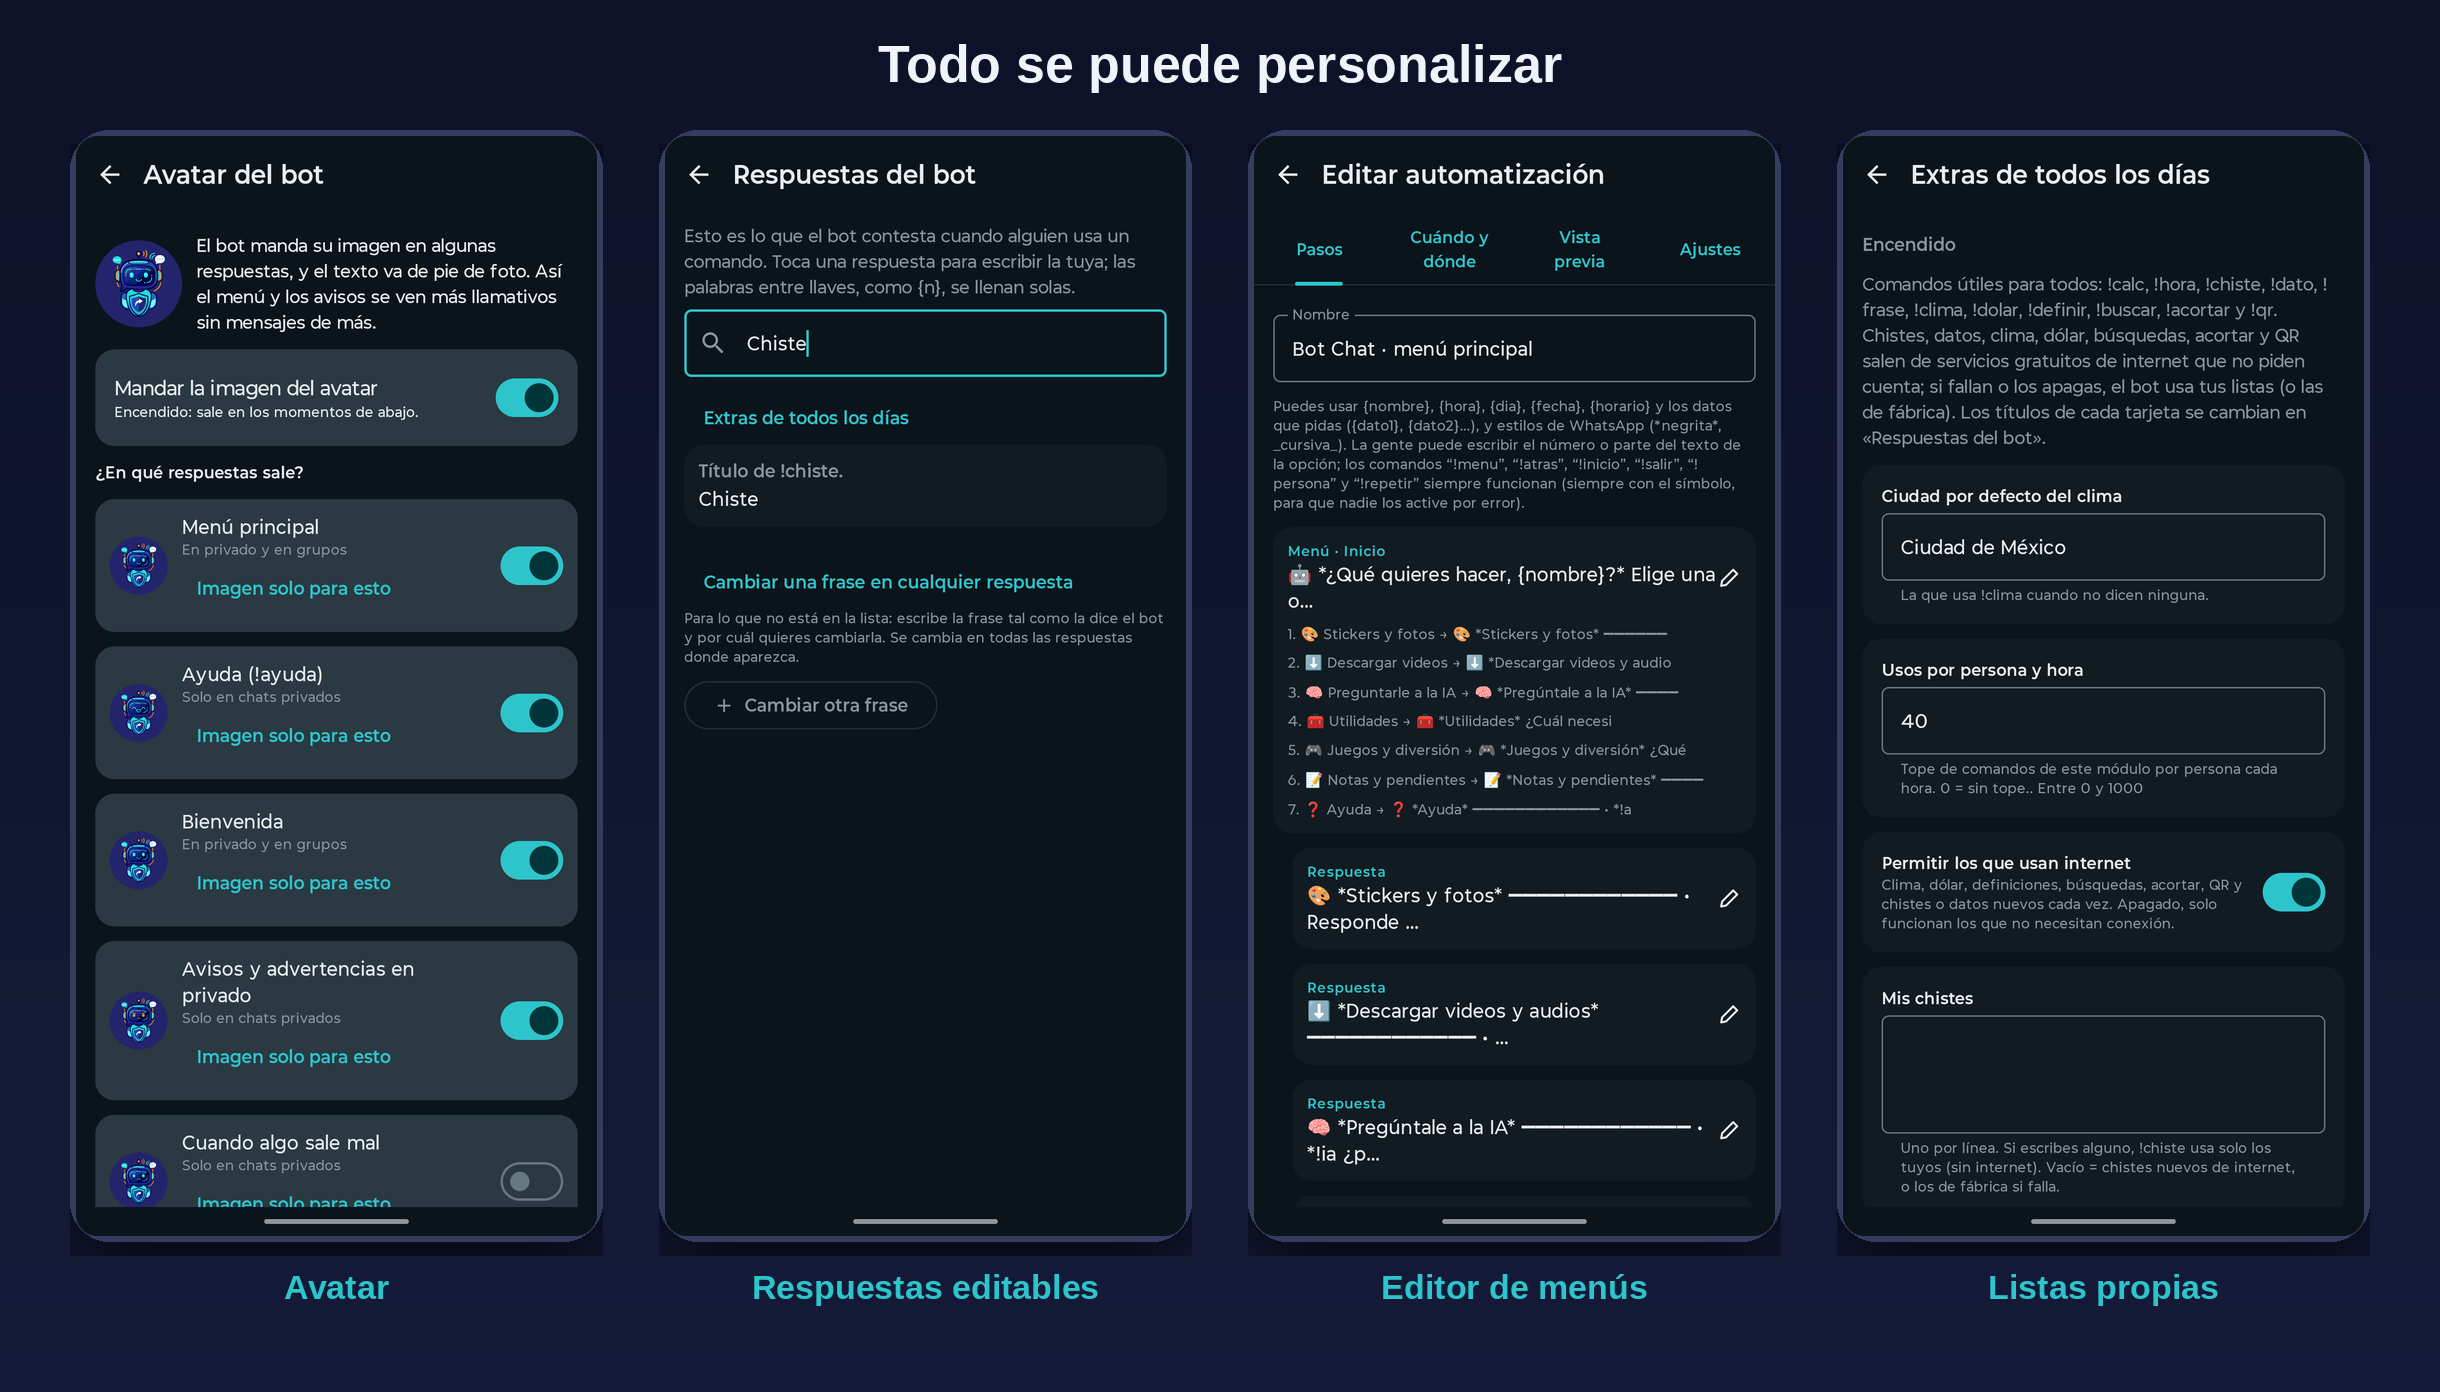 Todo se puede personalizar
Avatar del bot
El bot manda su imagen en algunas
respuestas, y el texto va de pie de foto. Así
el menú y los avisos se ven más llamativos
sin mensajes de más.
Mandar la imagen del avatar
Encendido: sale en los momentos de abajo.
¿En qué respuestas sale?
Menú principal
En privado y en grupos
Imagen solo para esto
Ayuda (!ayuda)
Solo en chats privados
Imagen solo para esto
Bienvenida
En privado y en grupos
Imagen solo para esto
Avisos y advertencias en
privado
Solo en chats privados
Imagen solo para esto
Cuando algo sale mal
Solo en chats privados
Imagen solo para esto
Avatar
Respuestas del bot
Esto es lo que el bot contesta cuando alguien usa un
comando. Toca una respuesta para escribir la tuya; las
palabras entre llaves, como {n}, se llenan solas.
Chiste
Extras de todos los días
Título de !chiste.
Chiste
Cambiar una frase en cualquier respuesta
Para lo que no está en la lista: escribe la frase tal como la dice el bot
y por cuál quieres cambiarla. Se cambia en todas las respuestas
donde aparezca.
+ Cambiar otra frase
Respuestas editables
Editar automatización
Pasos
Cuándo y
dónde
Vista
previa
Ajustes
Nombre
Bot Chat · menú principal
Puedes usar {nombre}, {hora}, {dia}, {fecha}, {horario} y los datos
que pidas ({dato1}, {dato2}...), y estilos de WhatsApp (*negrita*,
_cursiva_). La gente puede escribir el número o parte del texto de
la opción; los comandos “!menu”, “!atras”, “!inicio”, “!salir”, “!
persona” y “!repetir” siempre funcionan (siempre con el símbolo,
para que nadie los active por error).
Menú · Inicio
🤖 *¿Qué quieres hacer, {nombre}?* Elige una
o...
1. 🎨 Stickers y fotos → 🎨 *Stickers y fotos* ━━━━━━
2. ⬇️ Descargar videos → ⬇️ *Descargar videos y audio
3. 🧠 Preguntarle a la IA → 🧠 *Pregúntale a la IA* ━━━━
4. 🧰 Utilidades → 🧰 *Utilidades* ¿Cuál necesi
5. 🎮 Juegos y diversión → 🎮 *Juegos y diversión* ¿Qué
6. 📝 Notas y pendientes → 📝 *Notas y pendientes* ━━━━
7. ❓ Ayuda → ❓ *Ayuda* ━━━━━━━━━━━━ • *!a
Respuesta
🎨 *Stickers y fotos* ━━━━━━━━━━━━ •
Responde ...
Respuesta
⬇️ *Descargar videos y audios*
━━━━━━━━━━━━ • ...
Respuesta
🧠 *Pregúntale a la IA* ━━━━━━━━━━━━ •
*!ia ¿p...
Editor de menús
Extras de todos los días
Encendido
Comandos útiles para todos: !calc, !hora, !chiste, !dato, !
frase, !clima, !dolar, !definir, !buscar, !acortar y !qr.
Chistes, datos, clima, dólar, búsquedas, acortar y QR
salen de servicios gratuitos de internet que no piden
cuenta; si fallan o los apagas, el bot usa tus listas (o las
de fábrica). Los títulos de cada tarjeta se cambian en
«Respuestas del bot».
Ciudad por defecto del clima
Ciudad de México
La que usa !clima cuando no dicen ninguna.
Usos por persona y hora
40
Tope de comandos de este módulo por persona cada
hora. 0 = sin tope.. Entre 0 y 1000
Permitir los que usan internet
Clima, dólar, definiciones, búsquedas, acortar, QR y
chistes o datos nuevos cada vez. Apagado, solo
funcionan los que no necesitan conexión.
Mis chistes
Uno por línea. Si escribes alguno, !chiste usa solo los
tuyos (sin internet). Vacío = chistes nuevos de internet,
o los de fábrica si falla.
Listas propias